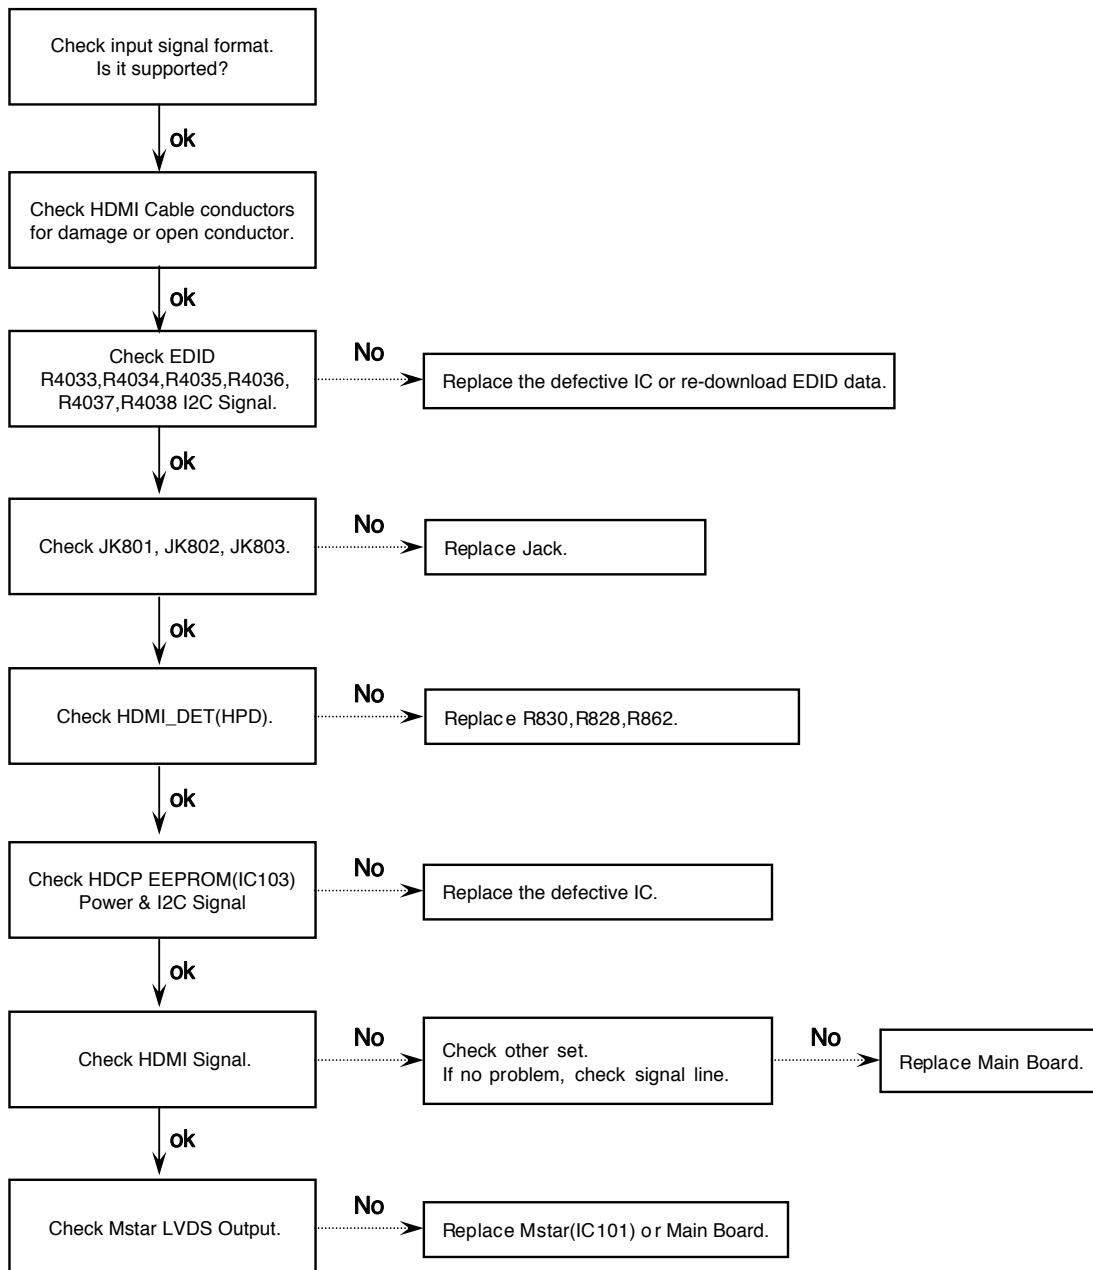 Check input signal format.
Is it supported?
ok
Check HDMI Cable conductors
for damage or open conductor.
ok
Check EDID
R4033,R4034,R4035,R4036,
R4037,R4038 I2C Signal.
No
Replace the defective IC or re-download EDID data.
ok
Check JK801, JK802, JK803.
No
Replace Jack.
ok
Check HDMI_DET(HPD).
No
Replace R830,R828,R862.
ok
Check HDCP EEPROM(IC103)
Power & I2C Signal
No
Replace the defective IC.
ok
Check HDMI Signal.
No
Check other set.
If no problem, check signal line.
No
Replace Main Board.
ok
Check Mstar LVDS Output.
No
Replace Mstar(IC101) or Main Board.